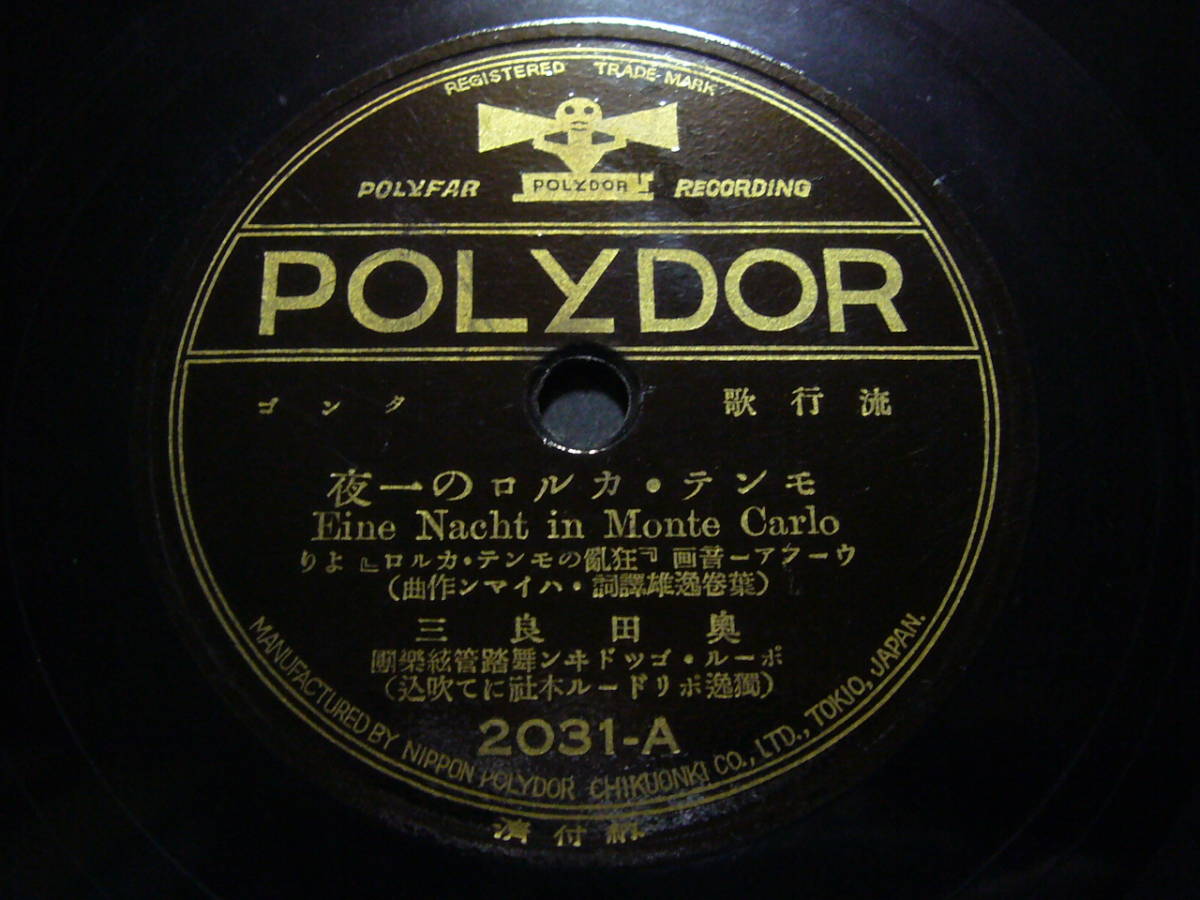 REGISTERED TRADE-MARK
POLYFAR POLYDOR RECORDING
POLYDOR
流行歌 タンゴ
モンテ・カルロの一夜
Eine Nacht in Monte Carlo
ウーファー音画『狂亂のモンテ・カルロ』より
(葉卷逸雄譯詞・ハイマン作曲)
奥田良三
ポール・ゴッドヰン舞踏管絃樂團
(獨逸ポリドール本社にて吹込)
2031-A
MANUFACTURED BY NIPPON POLYDOR CHIKUONKI CO., LTD., TOKIO, JAPAN.
納付濟